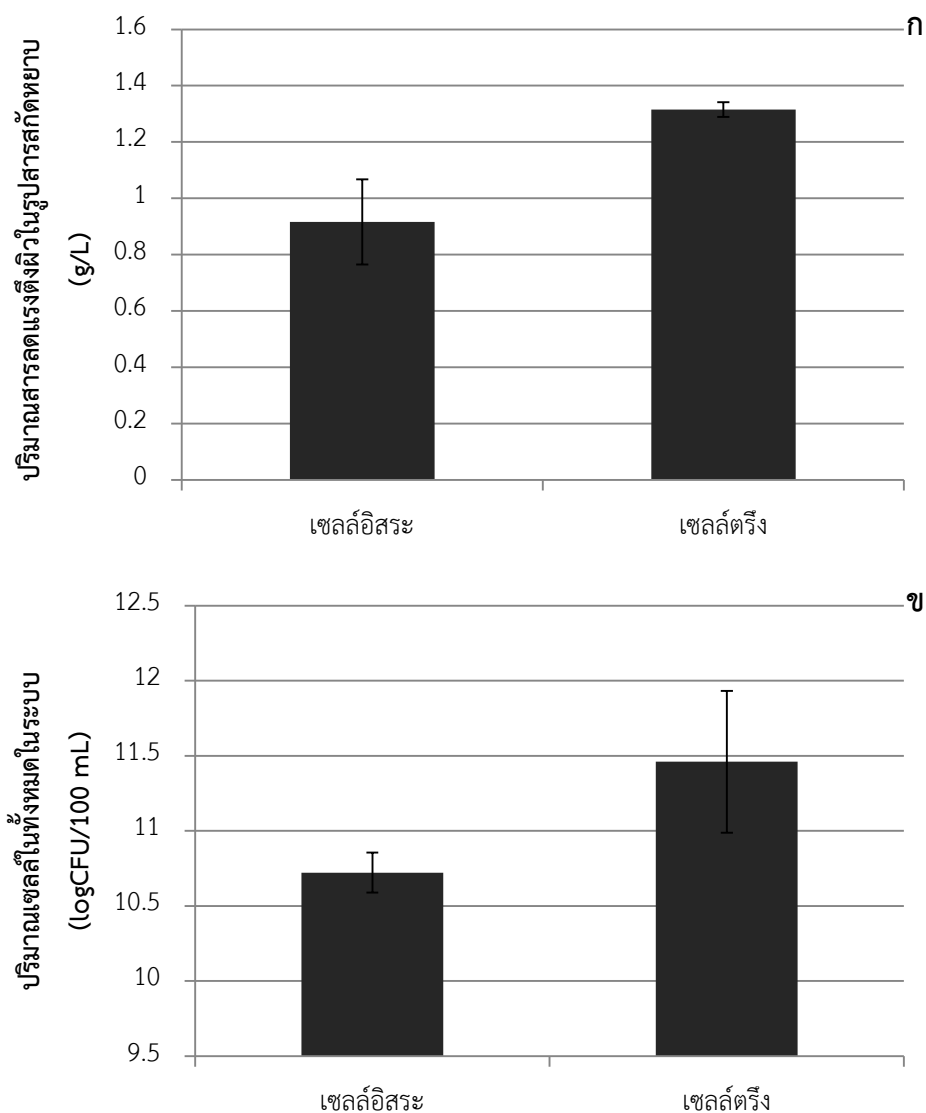 ก
ปริมาณสารลดแรงตึงผิวในรูปสารสกัดหยาบ
(g/L)
1.6
1.4
1.2
1
0.8
0.6
0.4
0.2
0
เซลล์อิสระ เซลล์ตรึง
ข
ปริมาณเซลล์ในทั้งหมดในระบบ
(logCFU/100 mL)
12.5
12
11.5
11
10.5
10
9.5
เซลล์อิสระ เซลล์ตรึง